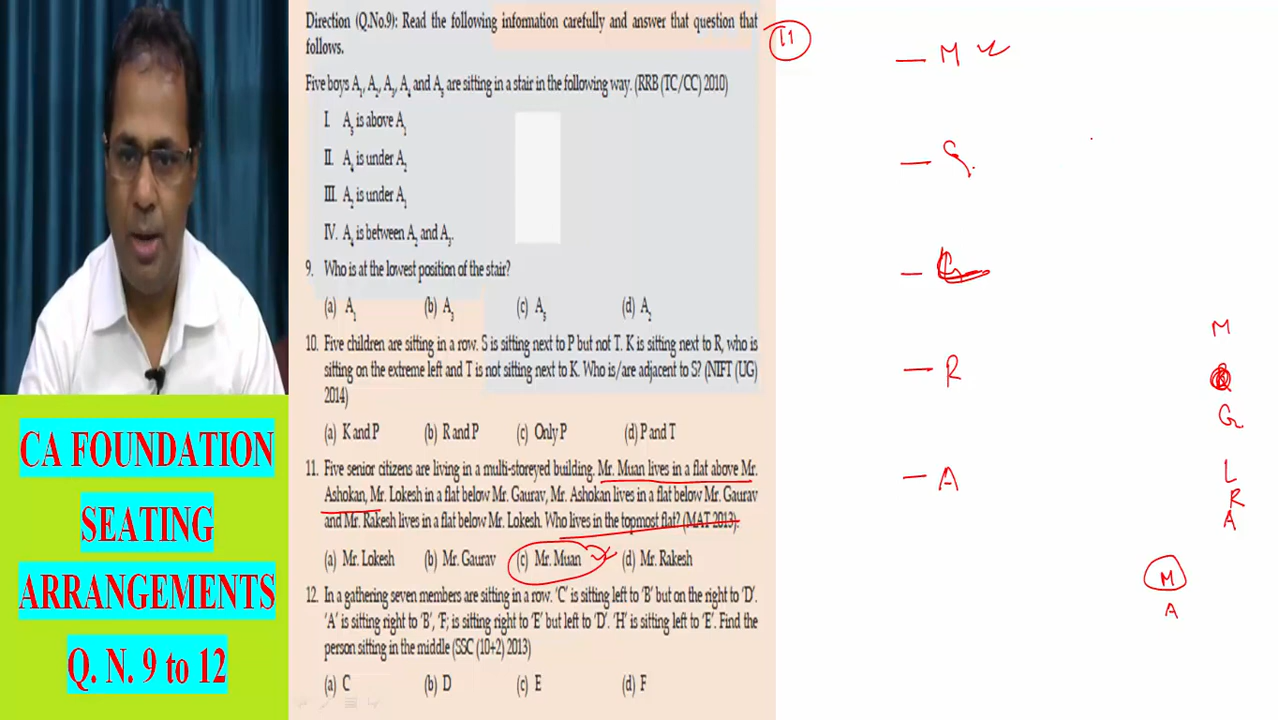 Direction (Q.No.9): Read the following information carefully and answer that question that
follows.
Five boys A1, A2, A3, A4 and A5 are sitting in a stair in the following way. (RRB (TC/CC) 2010)
I. A5 is above A1
II. A4 is under A2
III. A2 is under A1
IV. A4 is between A2 and A3.
9. Who is at the lowest position of the stair?
(a) A1 (b) A3 (c) A5 (d) A2
10. Five children are sitting in a row. S is sitting next to P but not T. K is sitting next to R, who is
sitting on the extreme left and T is not sitting next to K. Who is/are adjacent to S? (NIFT (UG)
2014)
(a) K and P (b) R and P (c) Only P (d) P and T
11. Five senior citizens are living in a multi-storeyed building. Mr. Muan lives in a flat above Mr.
Ashokan, Mr. Lokesh in a flat below Mr. Gaurav, Mr. Ashokan lives in a flat below Mr. Gaurav
and Mr. Rakesh lives in a flat below Mr. Lokesh. Who lives in the topmost flat? (MAT 2013).
(a) Mr. Lokesh (b) Mr. Gaurav (c) Mr. Muan (d) Mr. Rakesh
12. In a gathering seven members are sitting in a row. 'C' is sitting left to 'B' but on the right to 'D'.
'A' is sitting right to 'B', 'F; is sitting right to 'E' but left to 'D'. 'H' is sitting left to 'E'. Find the
person sitting in the middle (SSC (10+2) 2013)
(a) C (b) D (c) E (d) F
CA FOUNDATION
SEATING
ARRANGEMENTS
Q. N. 9 to 12
11
M
G
R
A
M
G
L
R
A
M
A